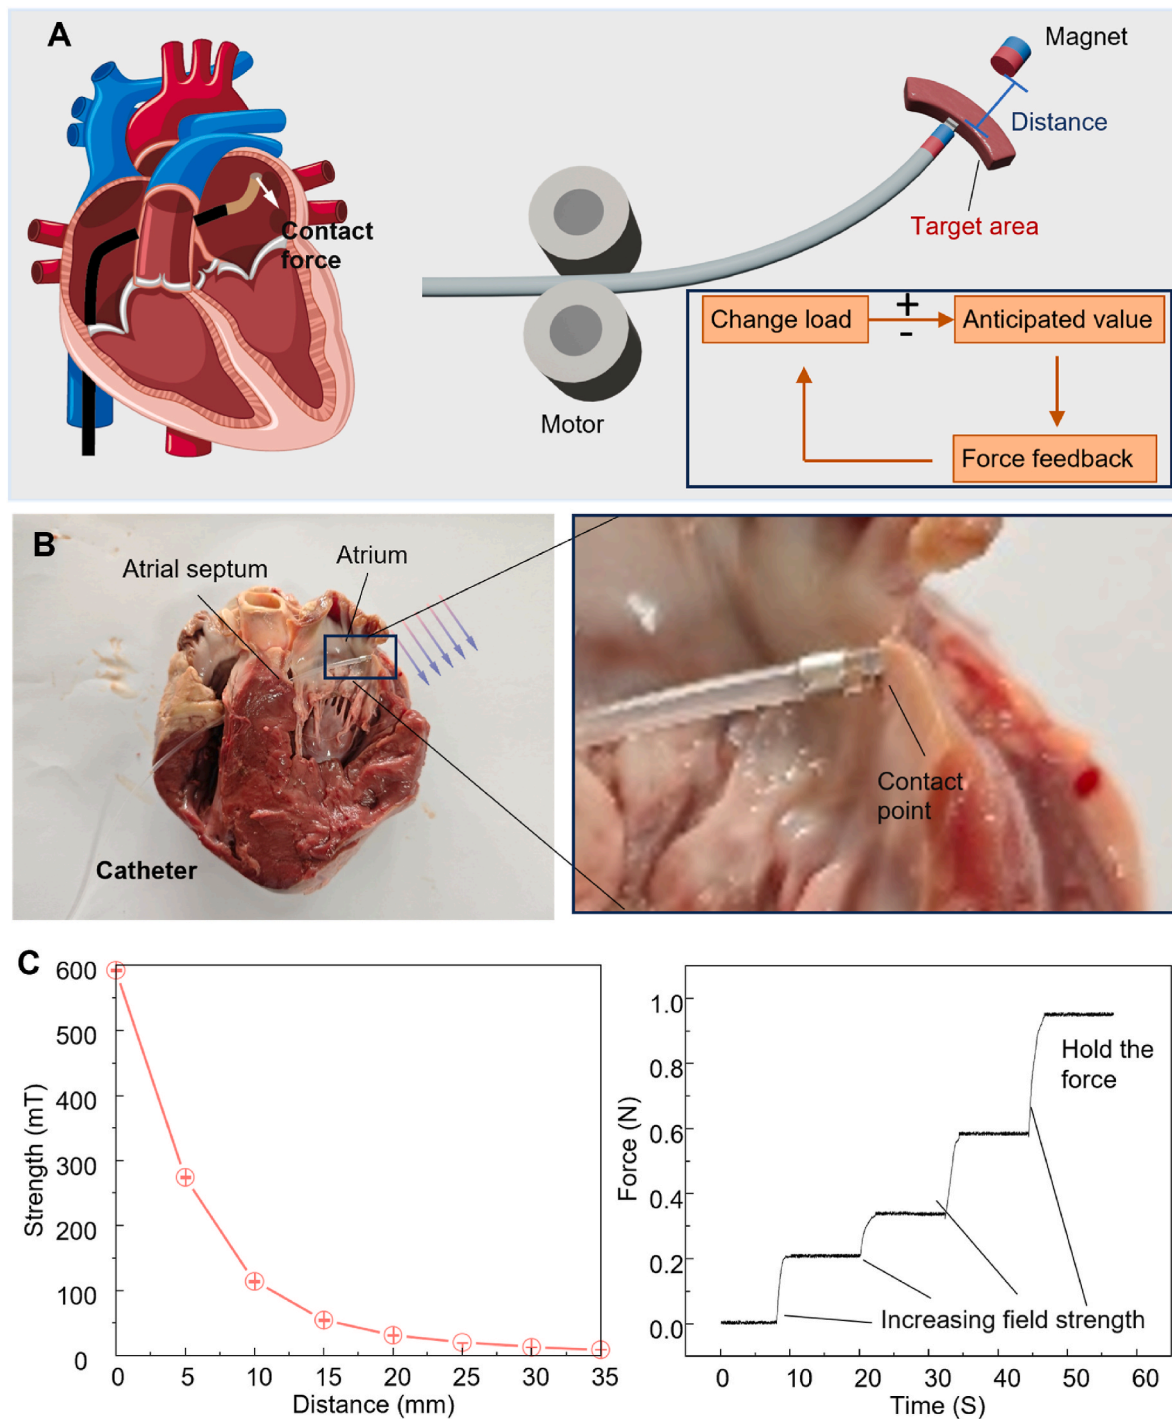 A
Magnet
Distance
Target area
Contact
force
Motor
Change load
+
-
Anticipated value
Force feedback
B
Atrial septum
Atrium
Catheter
Contact
point
C
600
500
400
300
200
100
0
Strength (mT)
0 5 10 15 20 25 30 35
Distance (mm)
1.0
0.8
0.6
0.4
0.2
0.0
Force (N)
Hold the
force
Increasing field strength
10 20 30 40 50 60
Time (S)